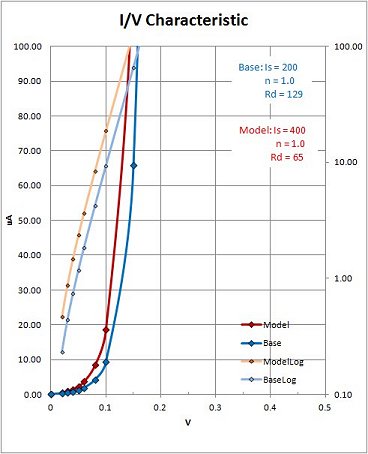 I/V Characteristic
100.00
90.00
80.00
70.00
60.00
50.00
40.00
30.00
20.00
10.00
0.00
uA
100.00
10.00
1.00
0.10
Base: Is = 200
n = 1.0
Rd = 129
Model: Is = 400
n = 1.0
Rd = 65
Model
Base
ModelLog
BaseLog
0
0.1
0.2
0.3
0.4
0.5
V